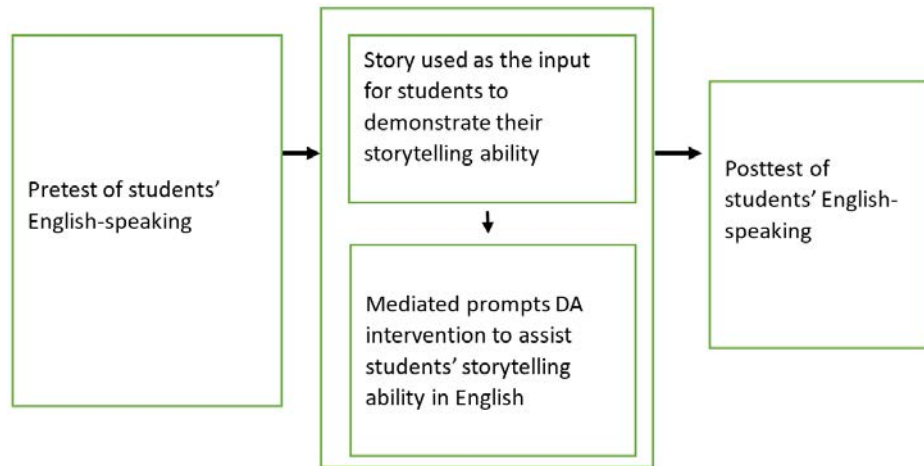 Pretest of students'
English-speaking
Story used as the input
for students to
demonstrate their
storytelling ability
Mediated prompts DA
intervention to assist
students' storytelling
ability in English
Posttest of
students' English-
speaking